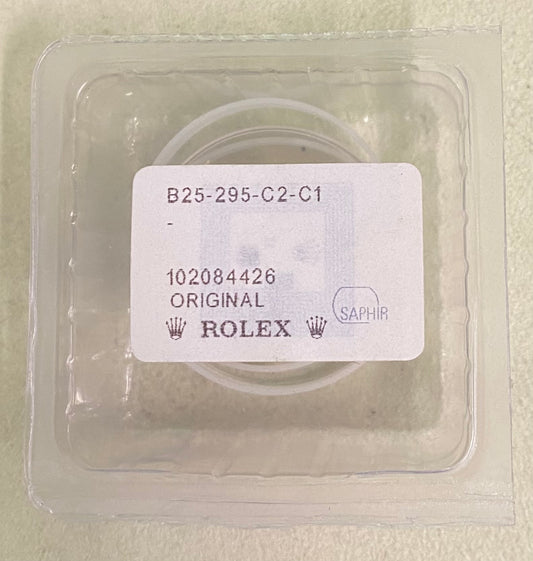 B25-295-C2-C1
-
102084426
ORIGINAL
ROLEX
SAPHIR